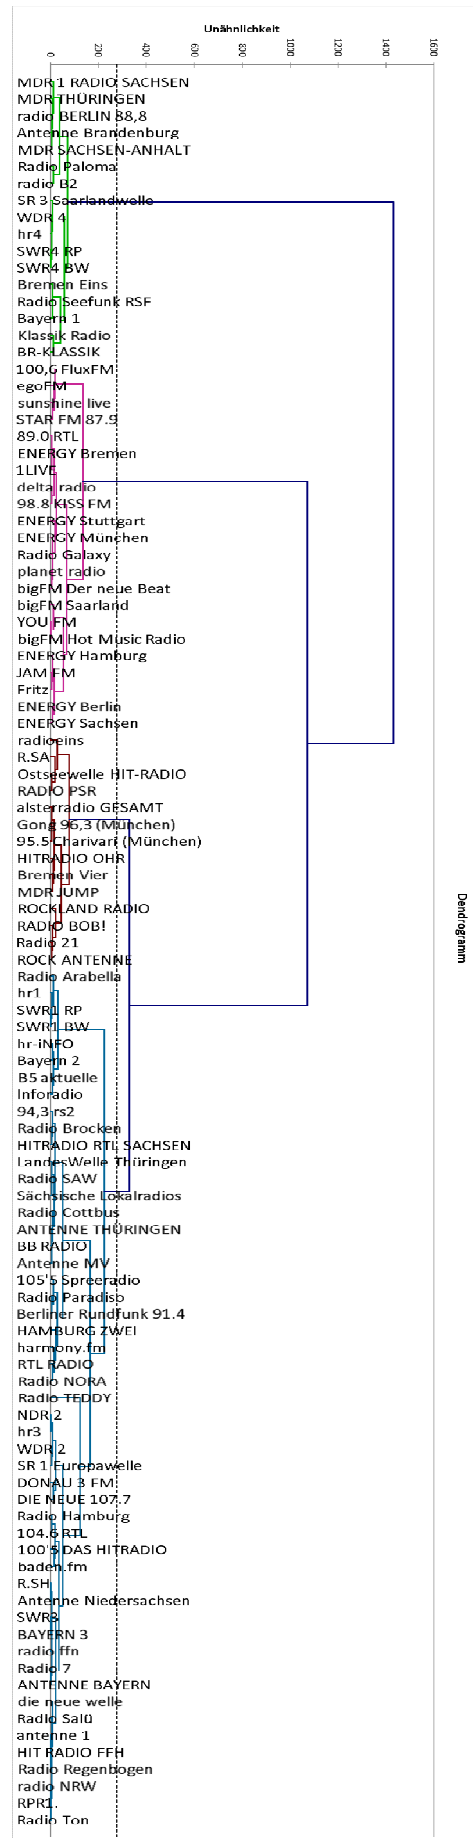 Unähnlichkeit
0
200
400
600
800
1000
1200
1400
1600
MDR 1 RADIO SACHSEN
MDR THÜRINGEN
radio BERLIN 88,8
Antenne Brandenburg
MDR SACHSEN-ANHALT
Radio Paloma
radio B2
SR 3 Saarlandwelle
WDR 4
hr4
SWR4 RP
SWR4 BW
Bremen Eins
Radio Seefunk RSF
Bayern 1
Klassik Radio
BR-KLASSIK
100,6 FluxFM
egoFM
sunshine live
STAR FM 87.9
89.0 RTL
ENERGY Bremen
1LIVE
delta radio
98.8 KISS FM
ENERGY Stuttgart
ENERGY München
Radio Galaxy
planet radio
bigFM Der neue Beat
bigFM Saarland
YOU FM
bigFM Hot Music Radio
ENERGY Hamburg
JAM FM
Fritz
ENERGY Berlin
ENERGY Sachsen
radioeins
R.SA
Ostseewelle HIT-RADIO
RADIO PSR
alsterradio GESAMT
Gong 96,3 (München)
95.5 Charivari (München)
HITRADIO OHR
Bremen Vier
MDR JUMP
ROCKLAND RADIO
RADIO BOB!
Radio 21
ROCK ANTENNE
Radio Arabella
hr1
SWR1 RP
SWR1 BW
hr-iNFO
Bayern 2
B5 aktuelle
Inforadio
94,3 rs2
Radio Brocken
HITRADIO RTL SACHSEN
LandesWelle Thüringen
Radio SAW
Sächsische Lokalradios
Radio Cottbus
ANTENNE THÜRINGEN
BB RADIO
Antenne MV
105'5 Spreeradio
Radio Paradiso
Berliner Rundfunk 91.4
HAMBURG ZWEI
harmony.fm
RTL RADIO
Radio NORA
Radio TEDDY
NDR 2
hr3
WDR 2
SR 1 Europawelle
DONAU 3 FM
DIE NEUE 107.7
Radio Hamburg
104.6 RTL
100'5 DAS HITRADIO
baden.fm
R.SH
Antenne Niedersachsen
SWR3
BAYERN 3
radio ffn
Radio 7
ANTENNE BAYERN
die neue welle
Radio Salü
antenne 1
HIT RADIO FFH
Radio Regenbogen
radio NRW
RPR1.
Radio Ton
Dendrogramm